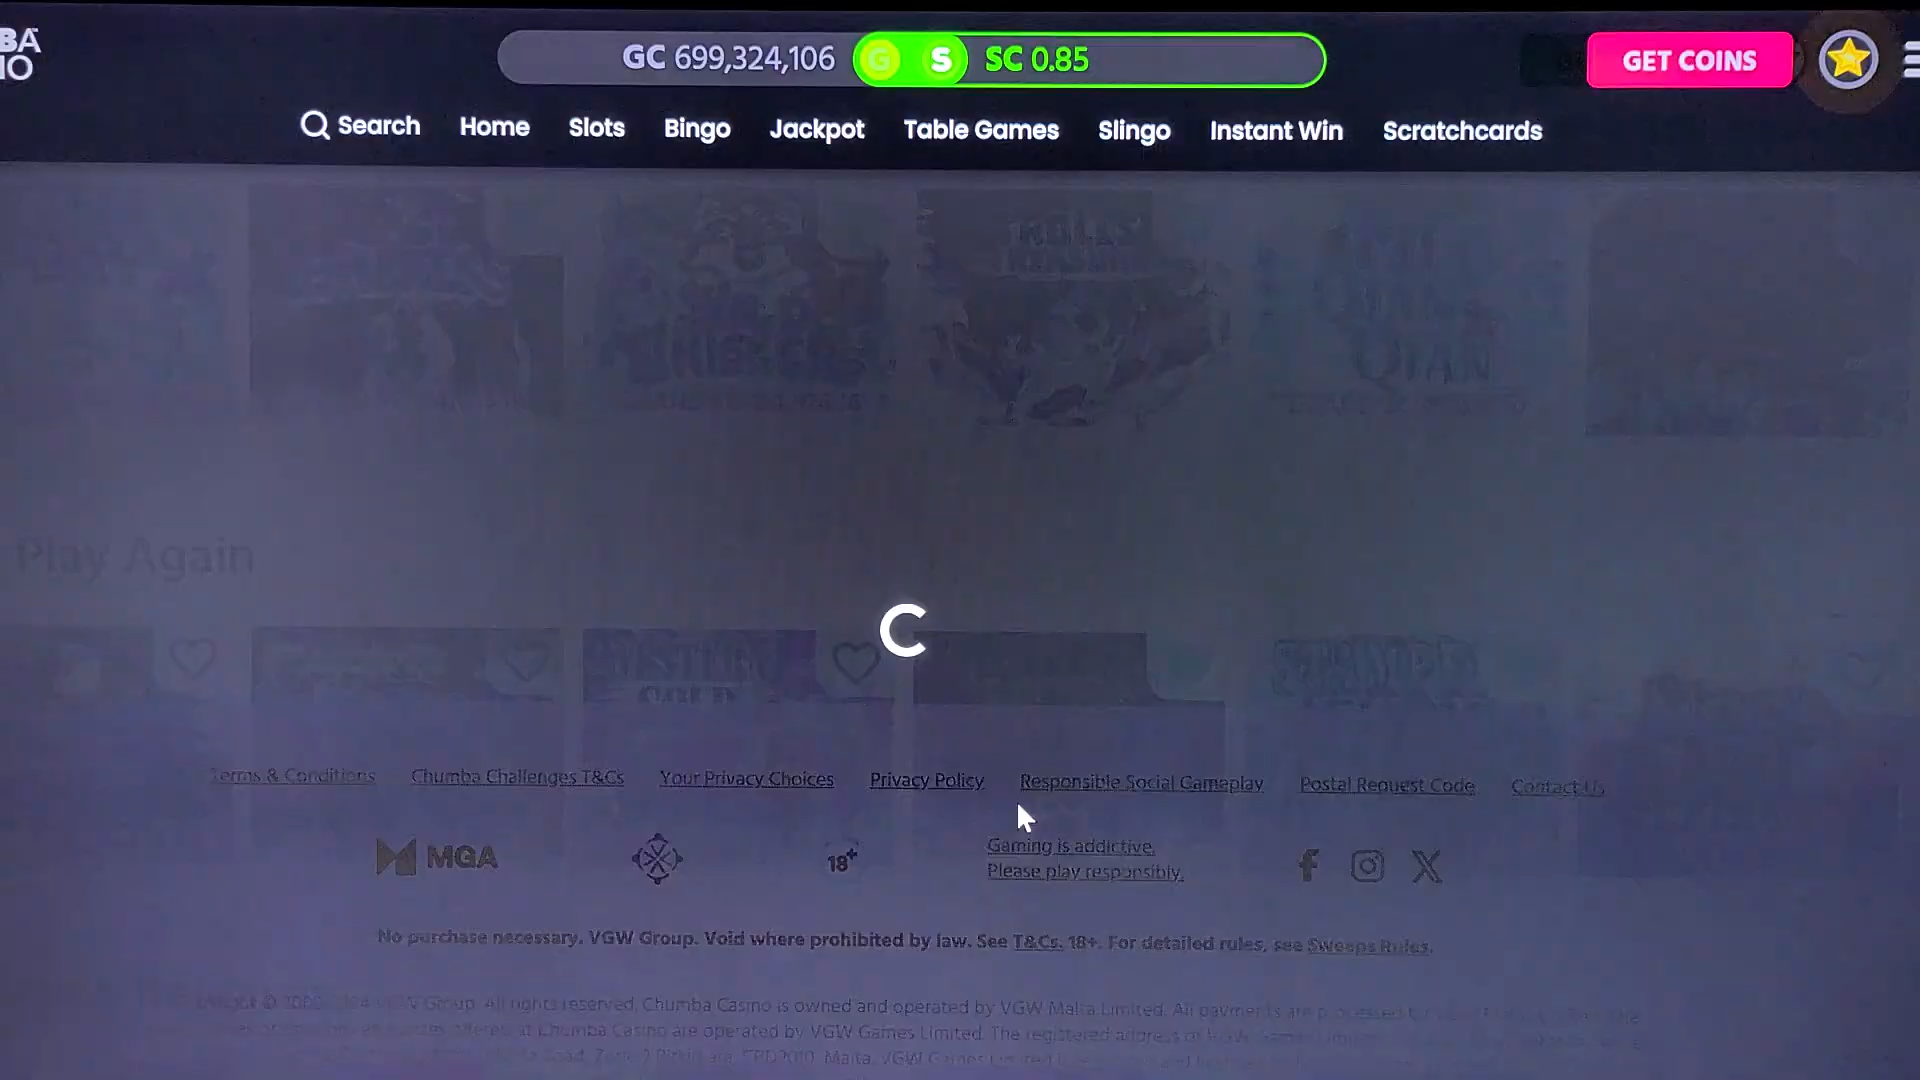 BA
IO
GC 699,324,106 G S SC 0.85
GET COINS
Search Home Slots Bingo Jackpot Table Games Slingo Instant Win Scratchcards
Play Again
Terms & Conditions Chumba Challenges T&Cs Your Privacy Choices Privacy Policy Responsible Social Gameplay Postal Request Code Contact Us
MGA
18+
Gaming is addictive.
Please play responsibly.
No purchase necessary. VGW Group. Void where prohibited by law. See T&Cs. 18+. For detailed rules, see Sweeps Rules.
Group. All rights reserved. Chumba Casino is owned and operated by VGW Malta Limited. All payments are processed
at Chumba Casino are operated by VGW Games Limited. The registered address of
Malta. VGW Games Limited